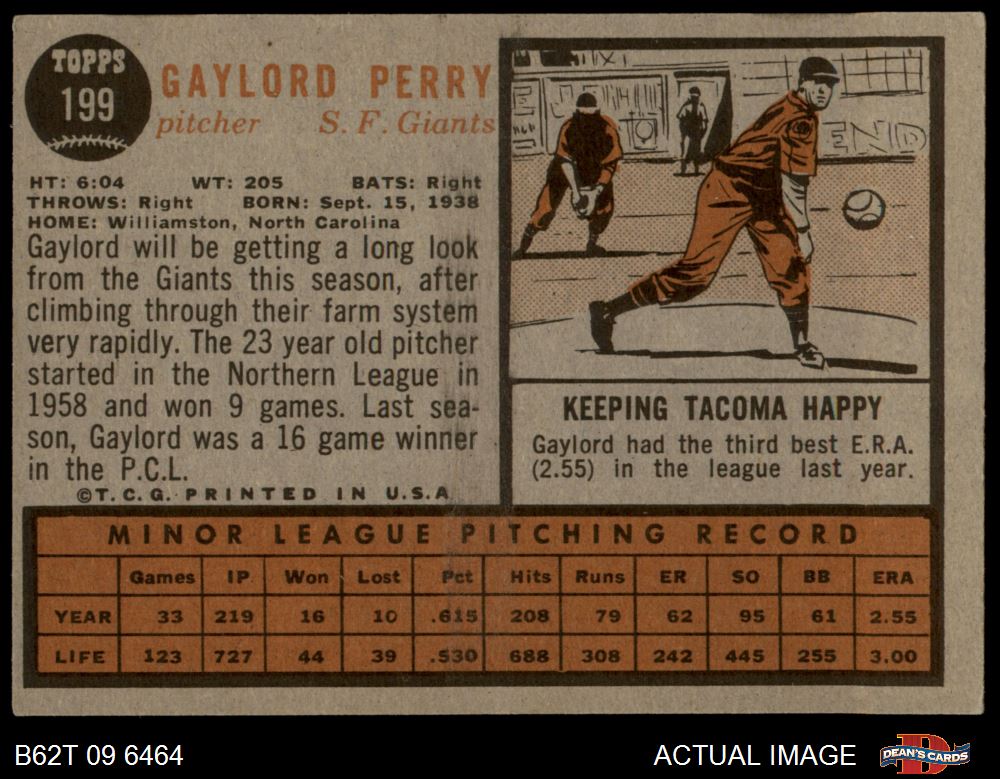 TOPPS
199
GAYLORD PERRY
pitcher S. F. Giants
HT: 6:04 WT: 205 BATS: Right
THROWS: Right BORN: Sept. 15, 1938
HOME: Williamston, North Carolina
Gaylord will be getting a long look
from the Giants this season, after
climbing through their farm system
very rapidly. The 23 year old pitcher
started in the Northern League in
1958 and won 9 games. Last sea-
son, Gaylord was a 16 game winner
in the P.C.L.
©T.C.G. PRINTED IN U.S.A
END
KEEPING TACOMA HAPPY
Gaylord had the third best E.R.A.
(2.55) in the league last year.
MINOR LEAGUE PITCHING RECORD
Games IP Won Lost Pct Hits Runs ER SO BB ERA
YEAR 33 219 16 10 .615 208 79 62 95 61 2.55
LIFE 123 727 44 39 .530 688 308 242 445 255 3.00
B62T 09 6464 ACTUAL IMAGE DEAN'S CARDS